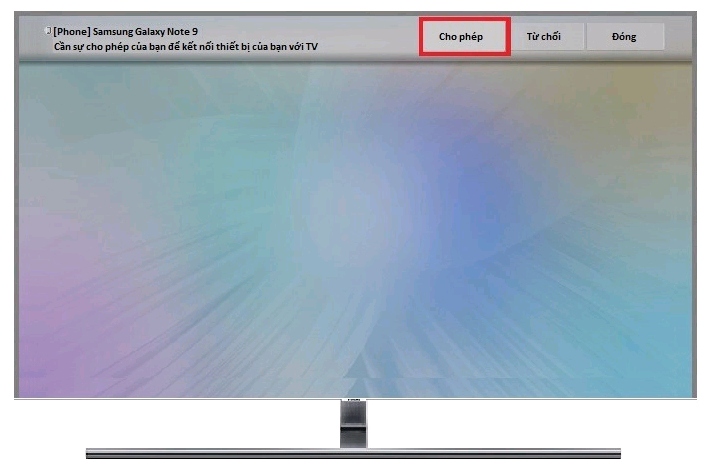 [Phone] Samsung Galaxy Note 9
Cần sự cho phép của bạn để kết nối thiết bị của bạn với TV
Cho phép
Từ chối
Đóng